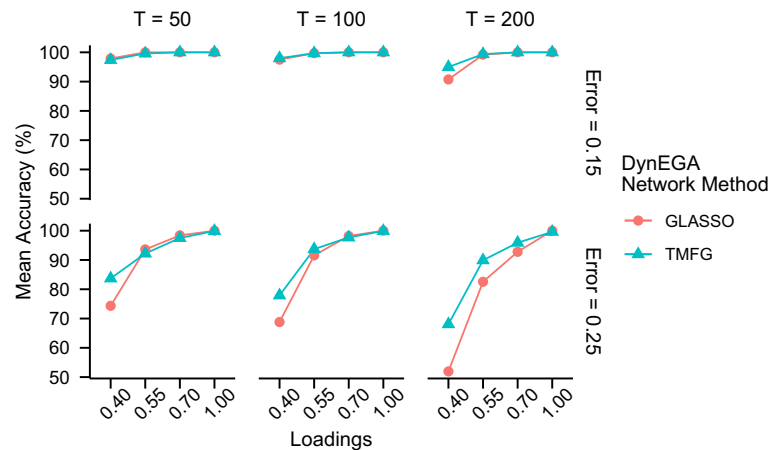 T = 50 T = 100 T = 200
100
90
80
70
60
50
Error = 0.15
100
90
80
70
60
50
Error = 0.25
Mean Accuracy (%)
0.40 0.55 0.70 1.00 0.40 0.55 0.70 1.00 0.40 0.55 0.70 1.00
Loadings
DynEGA
Network Method
GLASSO
TMFG